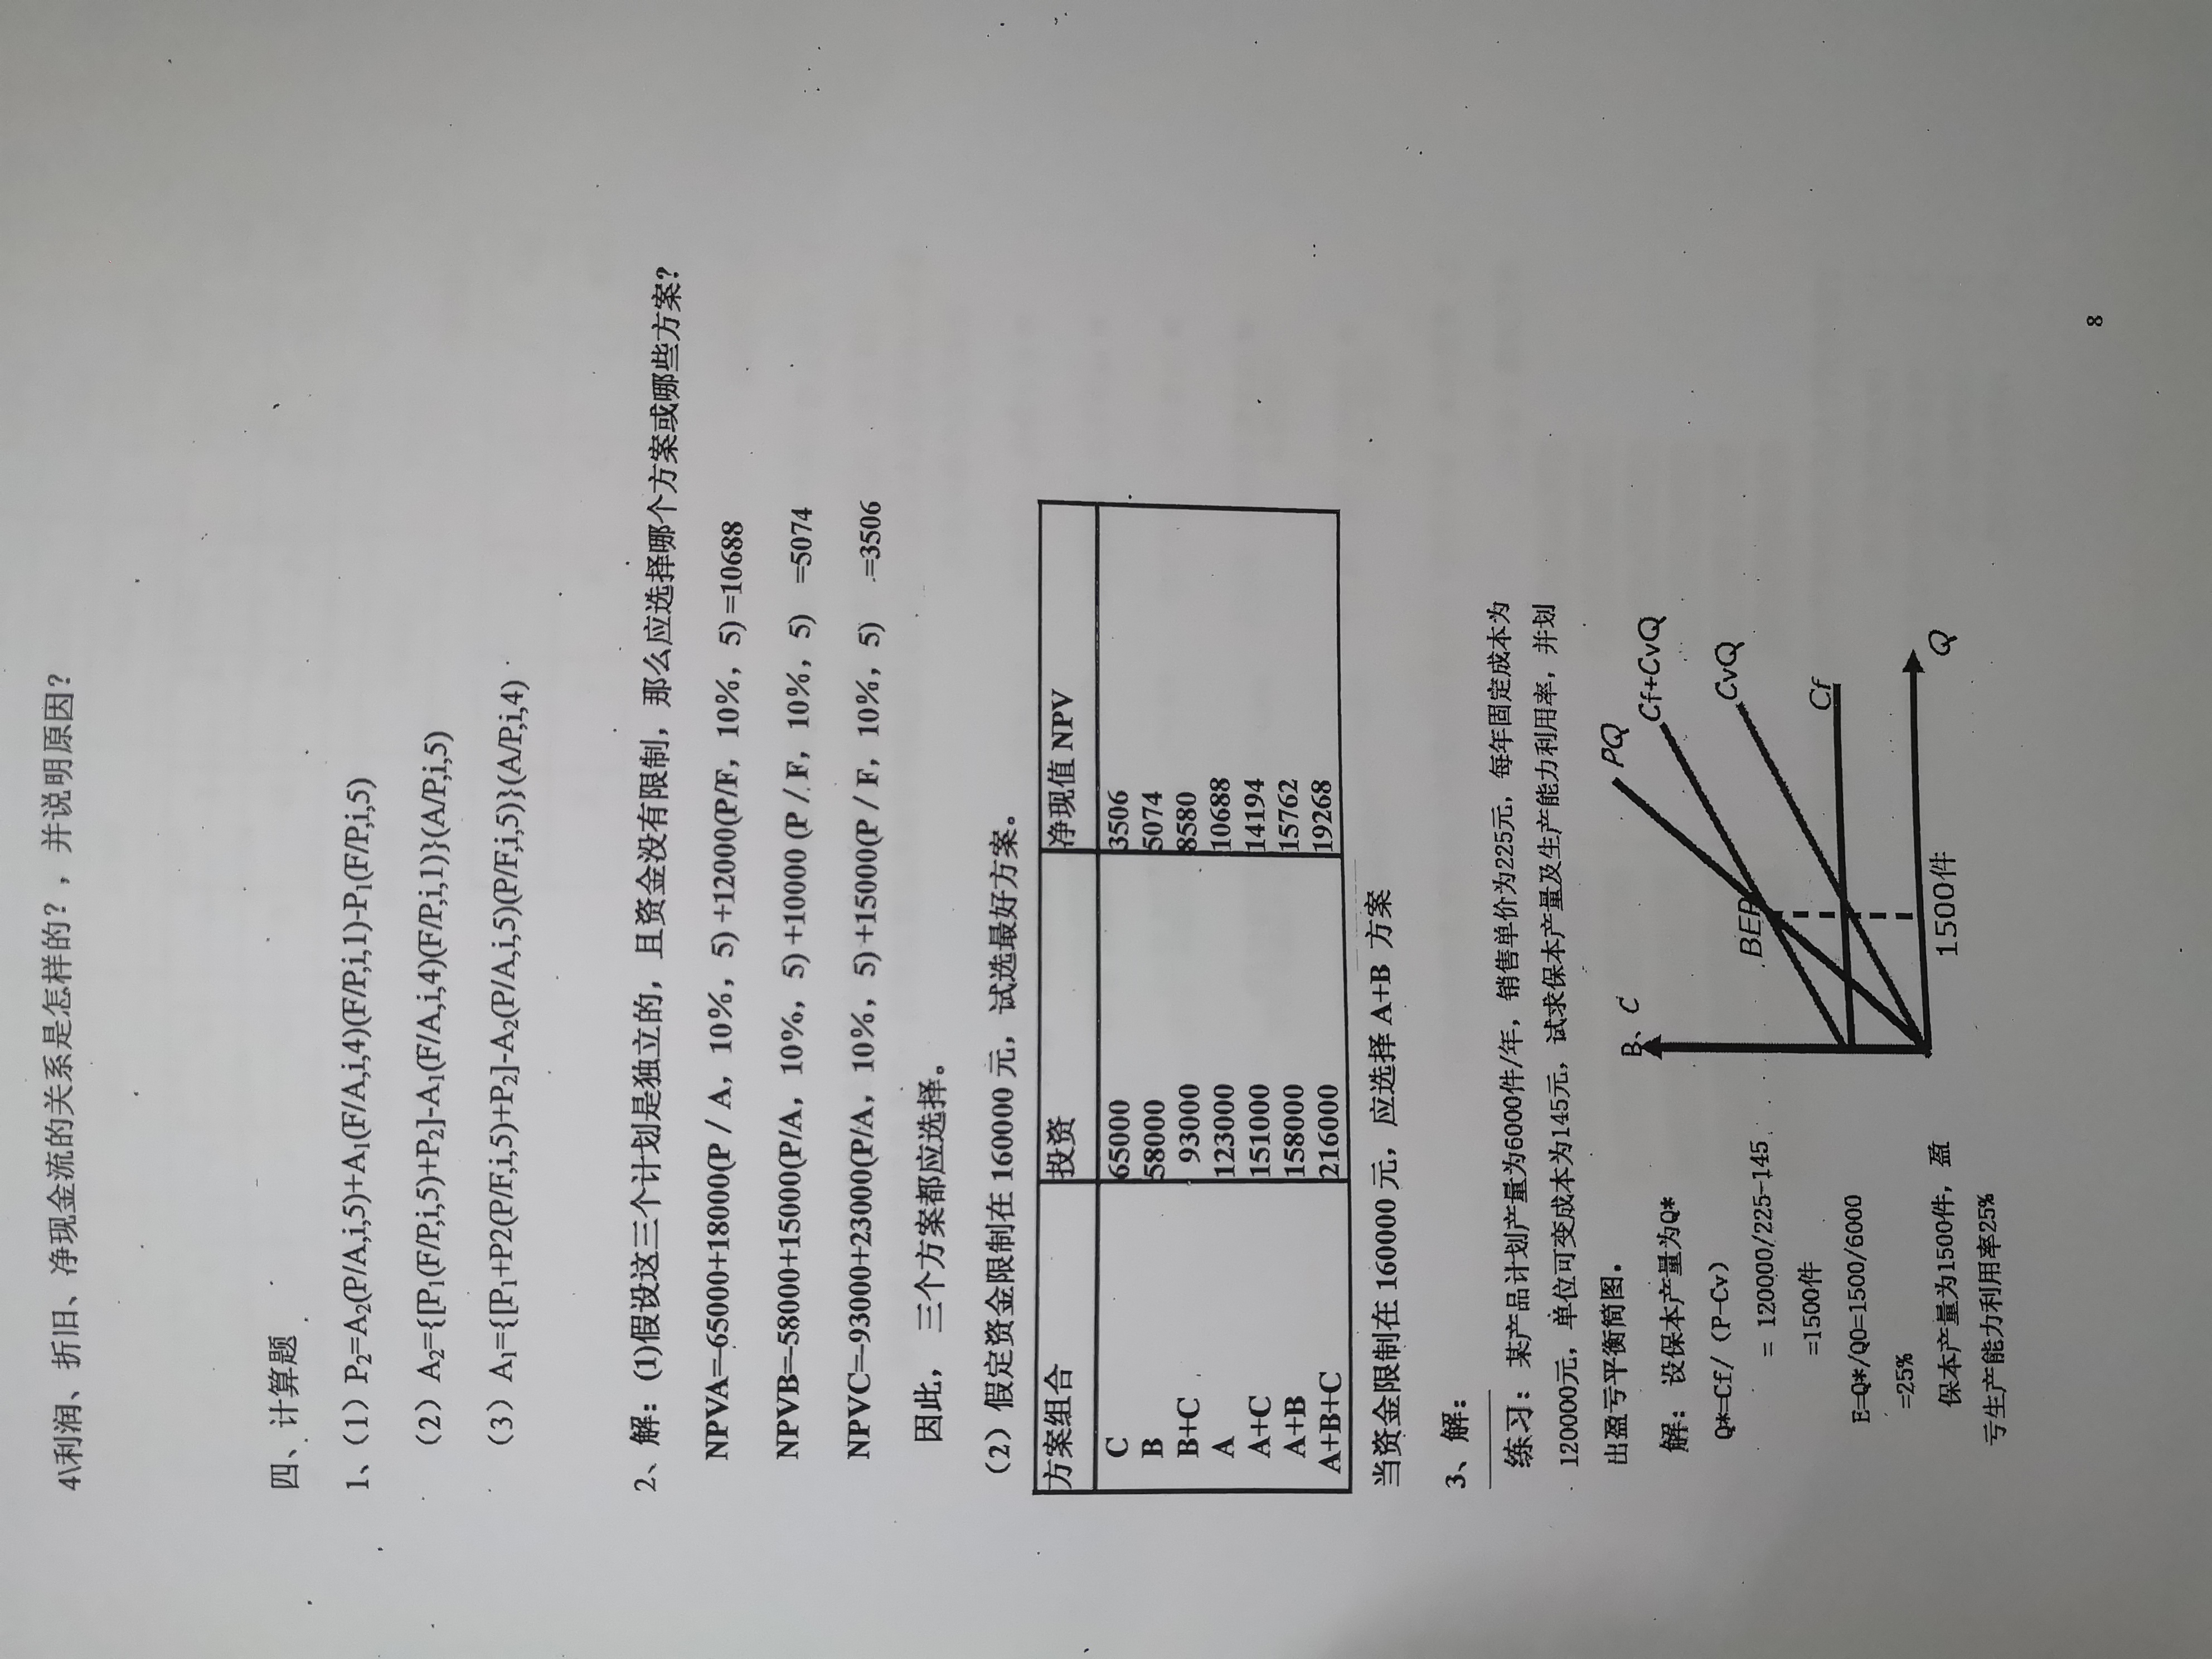 4\利润、折旧、净现金流的关系是怎样的？，并说明原因？
四、计算题
1、（1）P₂=A₂(P/A,i,5)+A₁(F/A,i,4)(F/P,i,1)-P₁(F/P,i,5)
（2）A₂={[P₁(F/P,i,5)+P₂]-A₁(F/A,i,4)(F/P,i,1)}(A/P,i,5)
（3）A₁={[P₁+P2(P/F,i,5)+P₂]-A₂(P/A,i,5)(P/F,i,5)}(A/P,i,4)
2、解：(1)假设这三个计划是独立的，且资金没有限制，那么应选择哪个方案或哪些方案?
NPVA=-65000+18000(P／A，10%，5)+12000(P/F，10%，5)=10688
NPVB=-58000+15000(P/A，10%，5)+10000 (P／F，10%，5) =5074
NPVC=-93000+23000(P/A，10%，5)+15000(P／F，10%，5) =3506
因此， 三个方案都应选择。
（2）假定资金限制在 160000 元，试选最好方案。
方案组合 投资 净现值 NPV
C 65000 3506
B 58000 5074
B+C 93000 8580
A 123000 10688
A+C 151000 14194
A+B 158000 15762
A+B+C 216000 19268
当资金限制在 160000 元，应选择 A+B 方案
3、解：
练习：某产品计划产量为6000件/年，销售单价为225元，每年固定成本为
120000元，单位可变成本为145元，试求保本产量及生产能力利用率，并划
出盈亏平衡简图。
解：设保本产量为Q*
Q*=Cf/（P-Cv）
= 120000/225-145
=1500件
E=Q*/Q0=1500/6000
=25%
保本产量为1500件，盈
亏生产能力利用率25%
B、C
PQ
Cf+CvQ
CvQ
BEP
Cf
1500件
Q
8